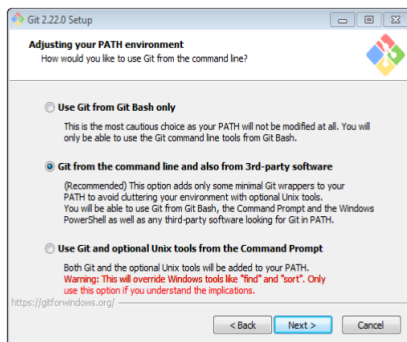 Git 2.22.0 Setup
Adjusting your PATH environment
How would you like to use Git from the command line?
Use Git from Git Bash only
This is the most cautious choice as your PATH will not be modified at all. You will
only be able to use the Git command line tools from Git Bash.
Git from the command line and also from 3rd-party software
(Recommended) This option adds only some minimal Git wrappers to your
PATH to avoid cluttering your environment with optional Unix tools.
You will be able to use Git from Git Bash, the Command Prompt and the Windows
PowerShell as well as any third-party software looking for Git in PATH.
Use Git and optional Unix tools from the Command Prompt
Both Git and the optional Unix tools will be added to your PATH.
Warning: This will override Windows tools like "find" and "sort". Only
use this option if you understand the implications.
https://gitforwindows.org/
< Back Next > Cancel